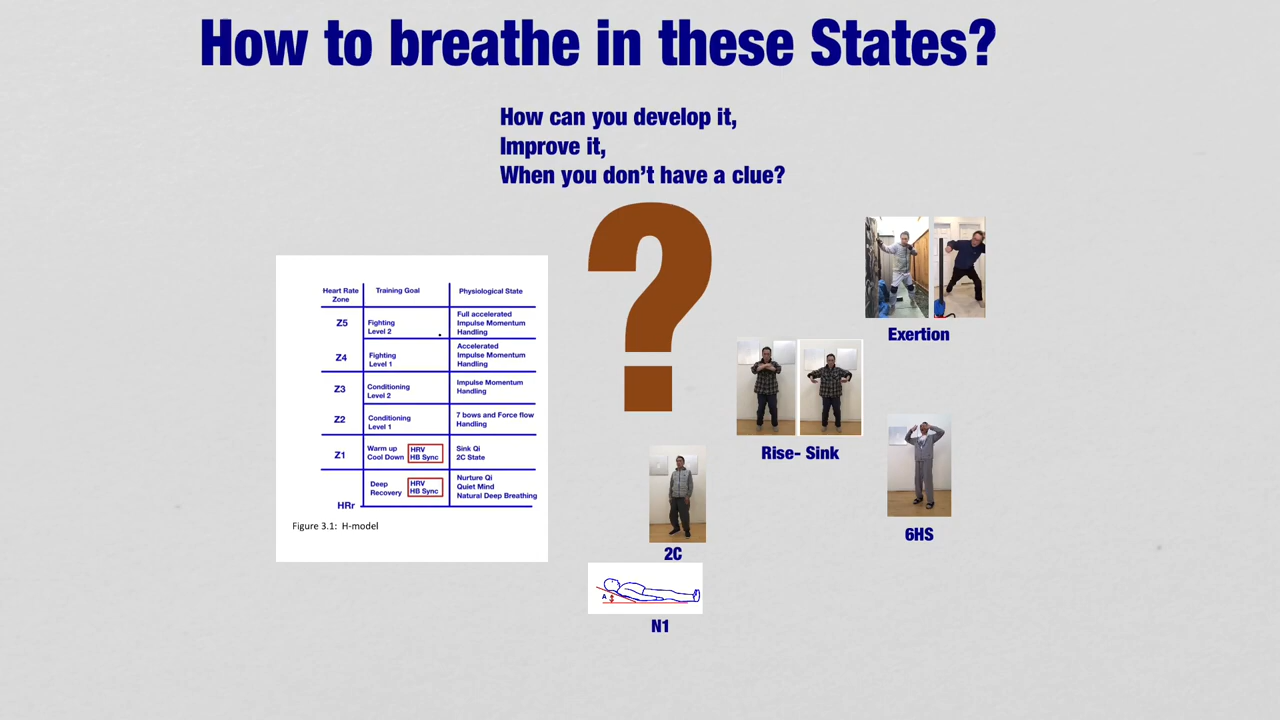 How to breathe in these States?
How can you develop it,
Improve it,
When you don't have a clue?
Heart Rate
Zone
Training Goal
Physiological State
Z5
Fighting
Level 2
Full accelerated
Impulse Momentum
Handling
Z4
Fighting
Level 1
Accelerated
Impulse Momentum
Handling
Z3
Conditioning
Level 2
Impulse Momentum
Handling
Z2
Conditioning
Level 1
7 bows and Force flow
Handling
Z1
Warm up
Cool Down
HRV
HB Sync
Sink Qi
2C State
HRr
Deep
Recovery
HRV
HB Sync
Nurture Qi
Quiet Mind
Natural Deep Breathing
Figure 3.1: H-model
Exertion
Rise- Sink
6HS
2C
A
N1